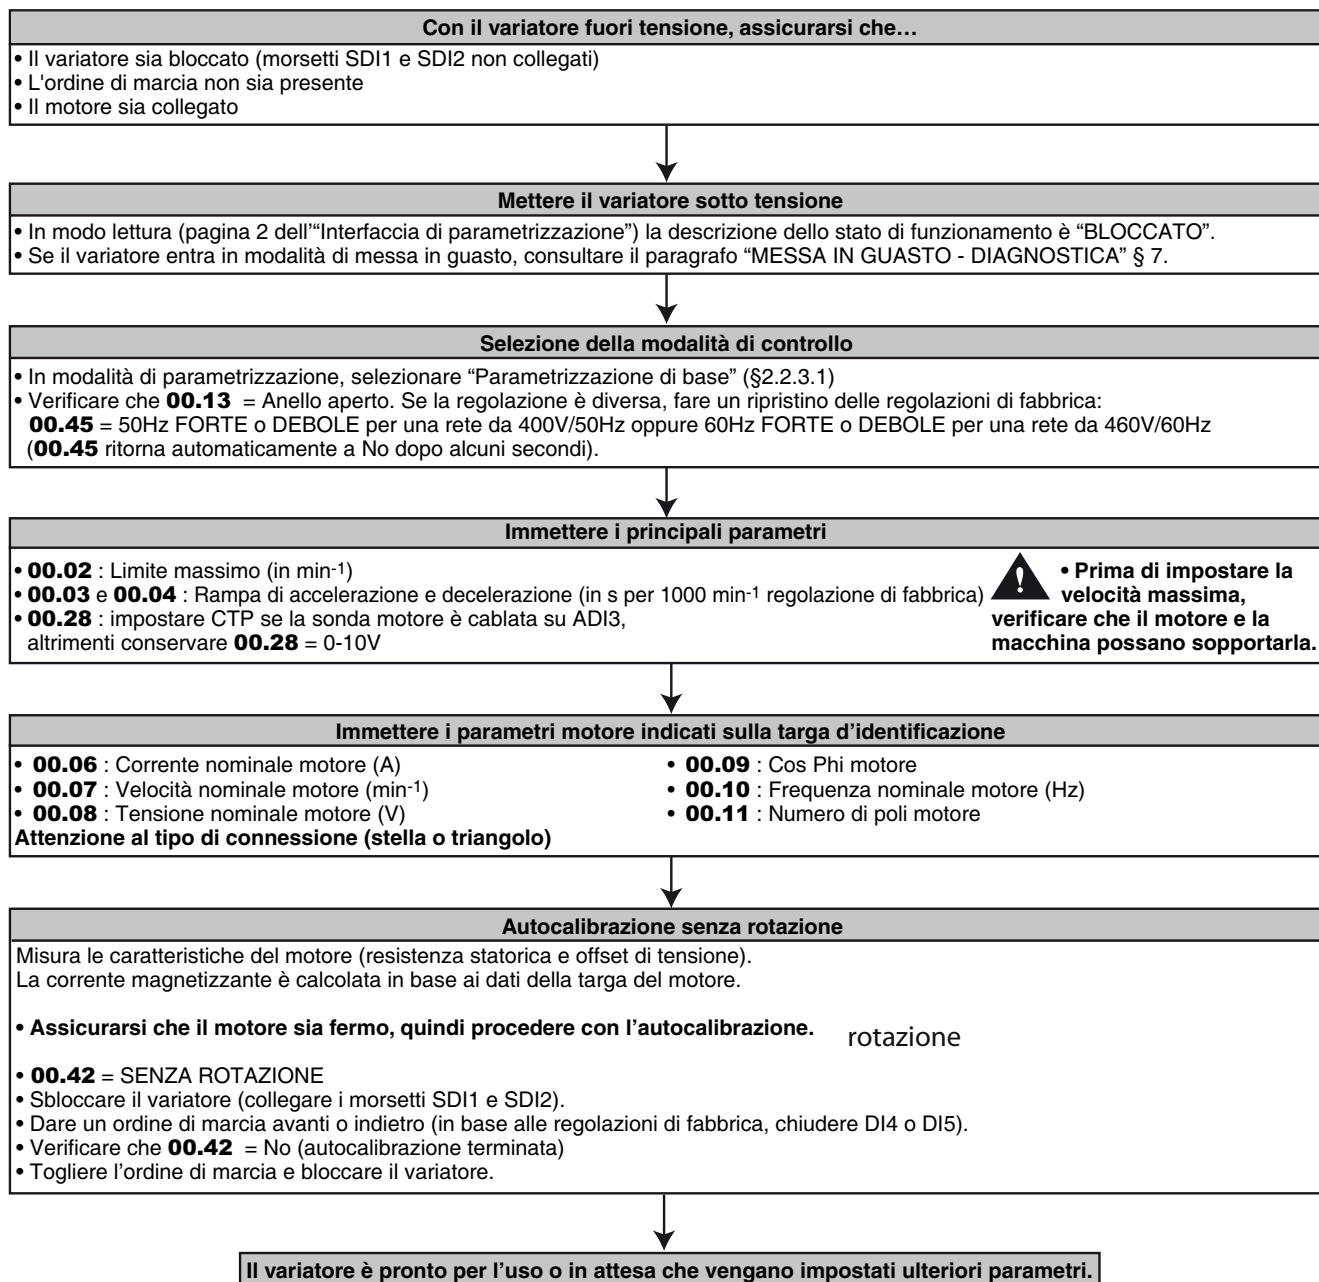 Con il variatore fuori tensione, assicurarsi che…
• Il variatore sia bloccato (morsetti SDI1 e SDI2 non collegati)
• L'ordine di marcia non sia presente
• Il motore sia collegato
Mettere il variatore sotto tensione
• In modo lettura (pagina 2 dell'“Interfaccia di parametrizzazione”) la descrizione dello stato di funzionamento è “BLOCCATO”.
• Se il variatore entra in modalità di messa in guasto, consultare il paragrafo “MESSA IN GUASTO - DIAGNOSTICA” § 7.
Selezione della modalità di controllo
• In modalità di parametrizzazione, selezionare “Parametrizzazione di base” (§2.2.3.1)
• Verificare che 00.13 = Anello aperto. Se la regolazione è diversa, fare un ripristino delle regolazioni di fabbrica:
00.45 = 50Hz FORTE o DEBOLE per una rete da 400V/50Hz oppure 60Hz FORTE o DEBOLE per una rete da 460V/60Hz
(00.45 ritorna automaticamente a No dopo alcuni secondi).
Immettere i principali parametri
• 00.02 : Limite massimo (in min-1)
• 00.03 e 00.04 : Rampa di accelerazione e decelerazione (in s per 1000 min-1 regolazione di fabbrica)
• 00.28 : impostare CTP se la sonda motore è cablata su ADI3,
altrimenti conservare 00.28 = 0-10V
• Prima di impostare la
velocità massima,
verificare che il motore e la
macchina possano sopportarla.
Immettere i parametri motore indicati sulla targa d’identificazione
• 00.06 : Corrente nominale motore (A)
• 00.07 : Velocità nominale motore (min-1)
• 00.08 : Tensione nominale motore (V)
• 00.09 : Cos Phi motore
• 00.10 : Frequenza nominale motore (Hz)
• 00.11 : Numero di poli motore
Attenzione al tipo di connessione (stella o triangolo)
Autocalibrazione senza rotazione
Misura le caratteristiche del motore (resistenza statorica e offset di tensione).
La corrente magnetizzante è calcolata in base ai dati della targa del motore.
• Assicurarsi che il motore sia fermo, quindi procedere con l’autocalibrazione.
rotazione
• 00.42 = SENZA ROTAZIONE
• Sbloccare il variatore (collegare i morsetti SDI1 e SDI2).
• Dare un ordine di marcia avanti o indietro (in base alle regolazioni di fabbrica, chiudere DI4 o DI5).
• Verificare che 00.42 = No (autocalibrazione terminata)
• Togliere l’ordine di marcia e bloccare il variatore.
Il variatore è pronto per l’uso o in attesa che vengano impostati ulteriori parametri.